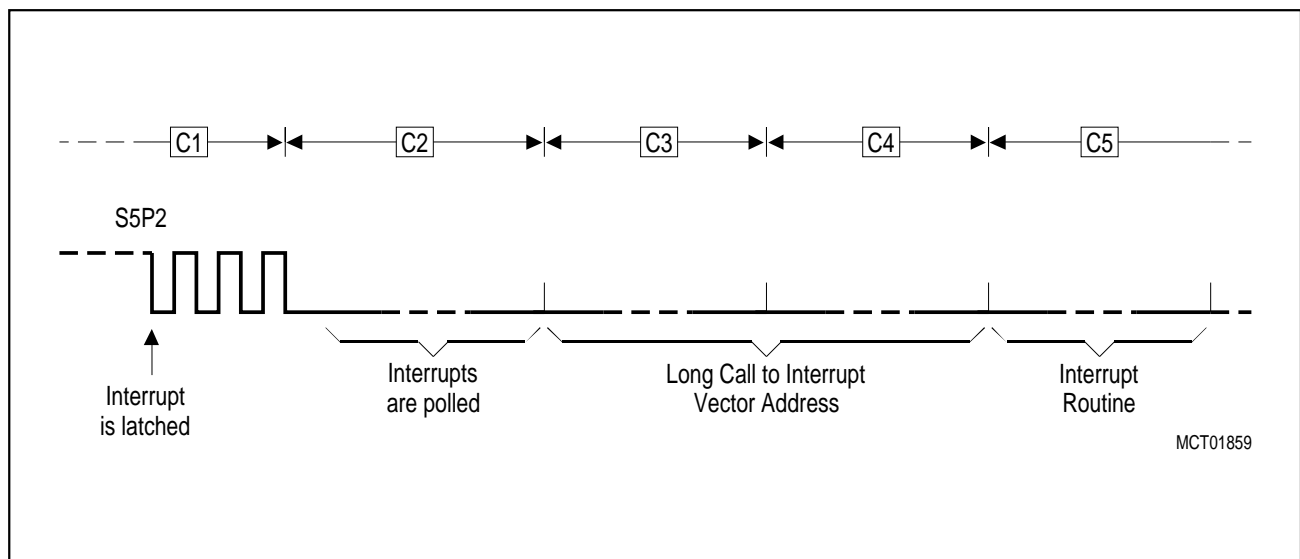 C1
C2
C3
C4
C5
S5P2
Interrupt
is latched
Interrupts
are polled
Long Call to Interrupt
Vector Address
Interrupt
Routine
MCT01859